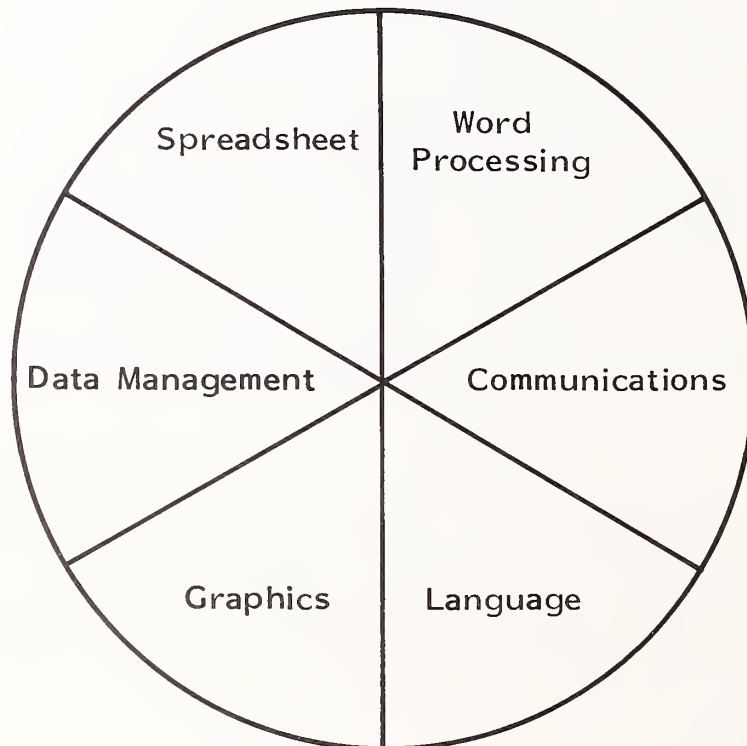 Spreadsheet
Word
Processing
Data Management
Communications
Graphics
Language